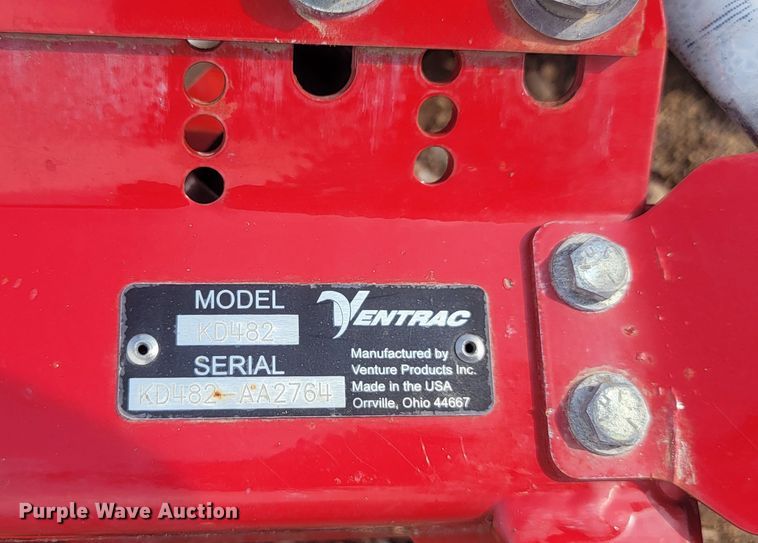 MODEL
KD482
SERIAL
KD482-AA2764
VENTRAC
Manufactured by
Venture Products Inc.
Made in the USA
Orrville, Ohio 44667
Purple Wave Auction